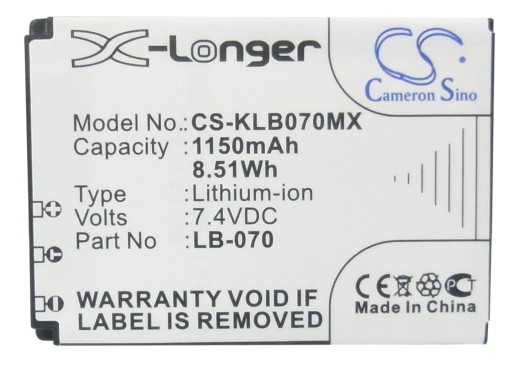 X-Longer
Cameron Sino
Model No.: CS-KLB070MX
Capacity : 1150mAh
8.51Wh
Type : Lithium-ion
Volts : 7.4VDC
Part No : LB-070
WARRANTY VOID IF
LABEL IS REMOVED
CE
Made in China